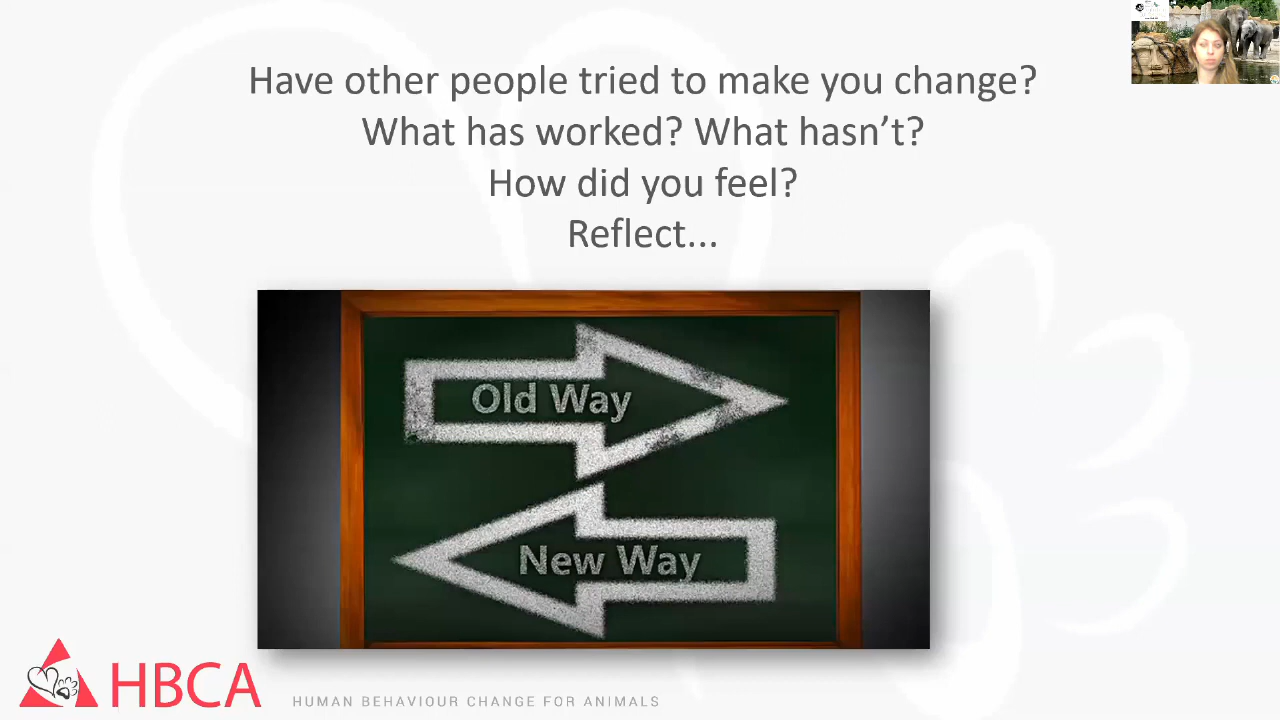 Have other people tried to make you change?
What has worked? What hasn’t?
How did you feel?
Reflect...
Old Way
New Way
HBCA
HUMAN BEHAVIOUR CHANGE FOR ANIMALS